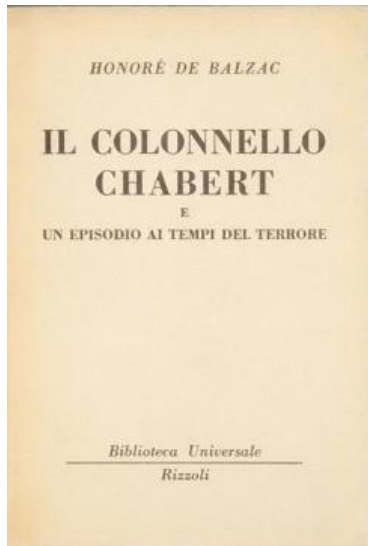 HONORÉ DE BALZAC
IL COLONNELLO
CHABERT
E
UN EPISODIO AI TEMPI DEL TERRORE
Biblioteca Universale
Rizzoli